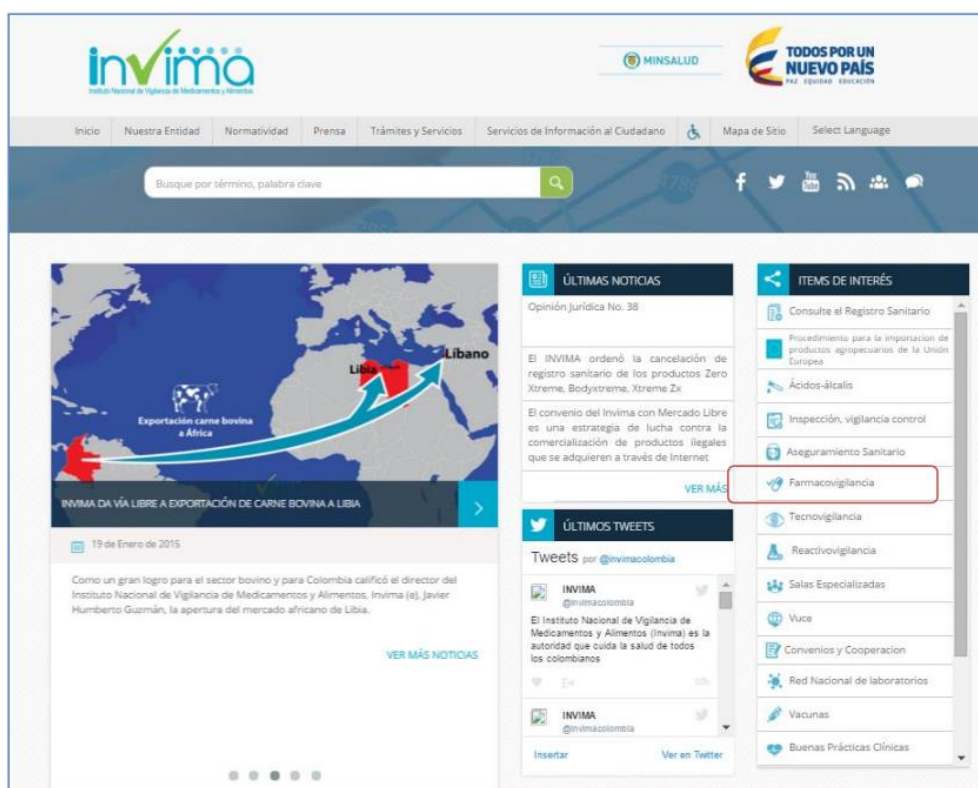 invima
Instituto Nacional de Vigilancia de Medicamentos y Alimentos
MINSALUD
TODOS POR UN
NUEVO PAÍS
PAZ EQUIDAD EDUCACIÓN
Inicio Nuestra Entidad Normatividad Prensa Trámites y Servicios Servicios de Información al Ciudadano Mapa de Sitio Select Language
Busque por término, palabra clave
You
Tube
Líbano
Libia
Exportación carne bovina
a África
INVIMA DA VÍA LIBRE A EXPORTACIÓN DE CARNE BOVINA A LIBIA
19 de Enero de 2015
Como un gran logro para el sector bovino y para Colombia calificó el director del
Instituto Nacional de Vigilancia de Medicamentos y Alimentos, Invima (e), Javier
Humberto Guzmán, la apertura del mercado africano de Libia.
VER MÁS NOTICIAS
ÚLTIMAS NOTICIAS
Opinión Jurídica No. 38
El INVIMA ordenó la cancelación de
registro sanitario de los productos Zero
Xtreme, Bodyxtreme, Xtreme Zx
El convenio del Invima con Mercado Libre
es una estrategia de lucha contra la
comercialización de productos ilegales
que se adquieren a través de Internet
VER MÁS
ÚLTIMOS TWEETS
Tweets por @invimacolombia
INVIMA
@invimacolombia
El Instituto Nacional de Vigilancia de
Medicamentos y Alimentos (Invima) es la
autoridad que cuida la salud de todos
los colombianos
10h
INVIMA
@invimacolombia
Insertar Ver en Twitter
ITEMS DE INTERÉS
Consulte el Registro Sanitario
Procedimiento para la importacion de
productos agropecuarios de la Unión
Europea
Ácidos-álcalis
Inspección, vigilancia control
Aseguramiento Sanitario
Farmacovigilancia
Tecnovigilancia
Reactivovigilancia
Salas Especializadas
Vuce
Convenios y Cooperacion
Red Nacional de laboratorios
Vacunas
Buenas Prácticas Clínicas